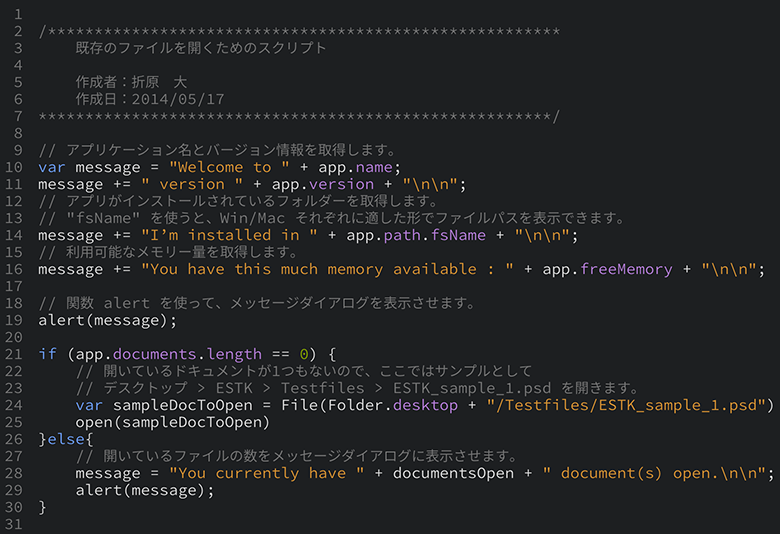 1
2 /*******************************************************
3 既存のファイルを開くためのスクリプト
4
5 作成者：折原　大
6 作成日：2014/05/17
7 *******************************************************/
8
9 // アプリケーション名とバージョン情報を取得します。
10 var message = "Welcome to " + app.name;
11 message += " version " + app.version + "\n\n";
12 // アプリがインストールされているフォルダーを取得します。
13 // "fsName" を使うと、Win/Mac それぞれに適した形でファイルパスを表示できます。
14 message += "I’m installed in " + app.path.fsName + "\n\n";
15 // 利用可能なメモリー量を取得します。
16 message += "You have this much memory available : " + app.freeMemory + "\n\n";
17
18 // 関数 alert を使って、メッセージダイアログを表示させます。
19 alert(message);
20
21 if (app.documents.length == 0) {
22 // 開いているドキュメントが1つもないので、ここではサンプルとして
23 // デスクトップ > ESTK > Testfiles > ESTK_sample_1.psd を開きます。
24 var sampleDocToOpen = File(Folder.desktop + "/Testfiles/ESTK_sample_1.psd")
25 open(sampleDocToOpen)
26 }else{
27 // 開いているファイルの数をメッセージダイアログに表示させます。
28 message = "You currently have " + documentsOpen + " document(s) open.\n\n";
29 alert(message);
30 }
31